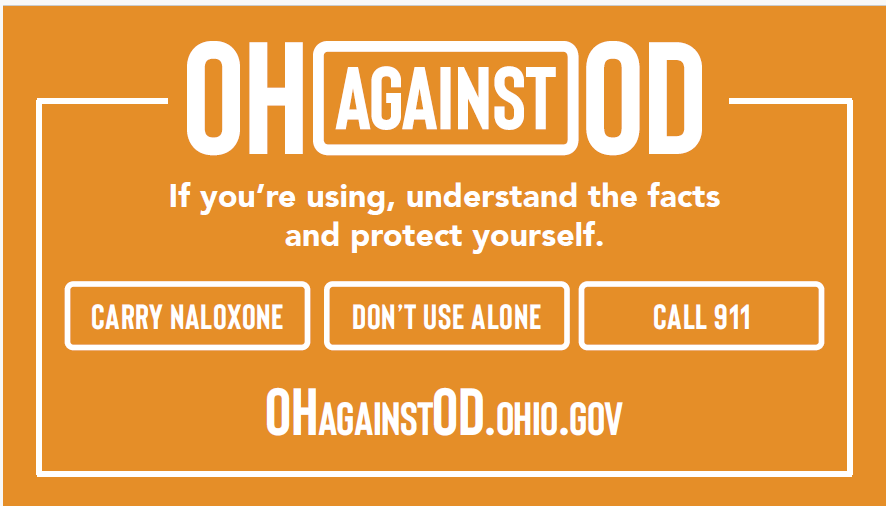 OH AGAINST OD
If you're using, understand the facts
and protect yourself.
CARRY NALOXONE DON'T USE ALONE CALL 911
OHAGAINSTOD.OHIO.GOV